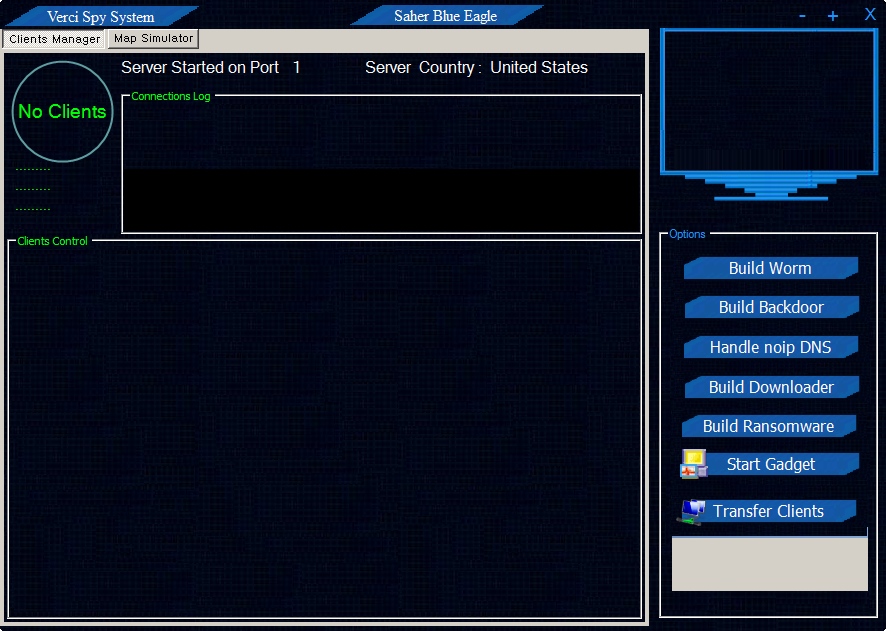 Verci Spy System
Saher Blue Eagle
- + X
Clients Manager
Map Simulator
Server Started on Port 1
Server Country : United States
No Clients
Connections Log
Clients Control
Options
Build Worm
Build Backdoor
Handle noip DNS
Build Downloader
Build Ransomware
Start Gadget
Transfer Clients